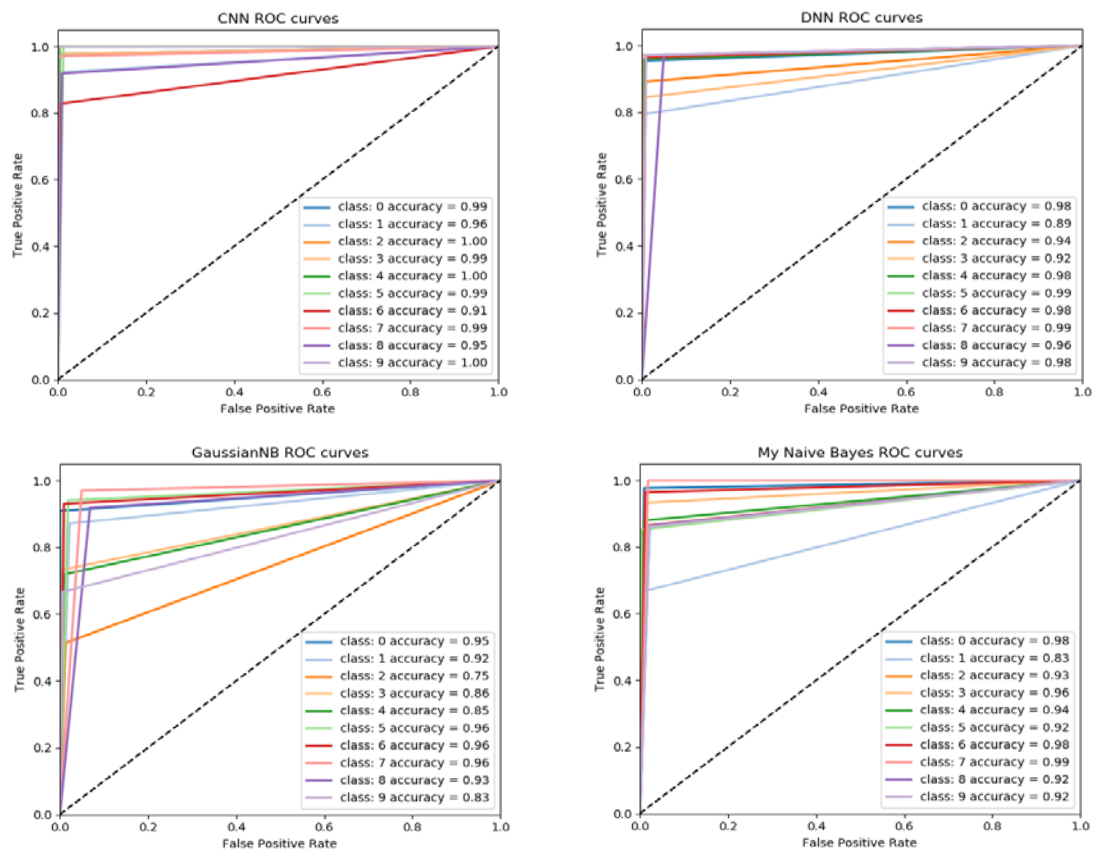 CNN ROC curves
1.0
0.8
0.6
0.4
0.2
0.0
True Positive Rate
class: 0 accuracy = 0.99
class: 1 accuracy = 0.96
class: 2 accuracy = 1.00
class: 3 accuracy = 0.99
class: 4 accuracy = 1.00
class: 5 accuracy = 0.99
class: 6 accuracy = 0.91
class: 7 accuracy = 0.99
class: 8 accuracy = 0.95
class: 9 accuracy = 1.00
0.0 0.2 0.4 0.6 0.8 1.0
False Positive Rate
DNN ROC curves
1.0
0.8
0.6
0.4
0.2
0.0
True Positive Rate
class: 0 accuracy = 0.98
class: 1 accuracy = 0.89
class: 2 accuracy = 0.94
class: 3 accuracy = 0.92
class: 4 accuracy = 0.98
class: 5 accuracy = 0.99
class: 6 accuracy = 0.98
class: 7 accuracy = 0.99
class: 8 accuracy = 0.96
class: 9 accuracy = 0.98
0.0 0.2 0.4 0.6 0.8 1.0
False Positive Rate
GaussianNB ROC curves
1.0
0.8
0.6
0.4
0.2
0.0
True Positive Rate
class: 0 accuracy = 0.95
class: 1 accuracy = 0.92
class: 2 accuracy = 0.75
class: 3 accuracy = 0.86
class: 4 accuracy = 0.85
class: 5 accuracy = 0.96
class: 6 accuracy = 0.96
class: 7 accuracy = 0.96
class: 8 accuracy = 0.93
class: 9 accuracy = 0.83
0.0 0.2 0.4 0.6 0.8 1.0
False Positive Rate
My Naive Bayes ROC curves
1.0
0.8
0.6
0.4
0.2
0.0
True Positive Rate
class: 0 accuracy = 0.98
class: 1 accuracy = 0.83
class: 2 accuracy = 0.93
class: 3 accuracy = 0.96
class: 4 accuracy = 0.94
class: 5 accuracy = 0.92
class: 6 accuracy = 0.98
class: 7 accuracy = 0.99
class: 8 accuracy = 0.92
class: 9 accuracy = 0.92
0.0 0.2 0.4 0.6 0.8 1.0
False Positive Rate